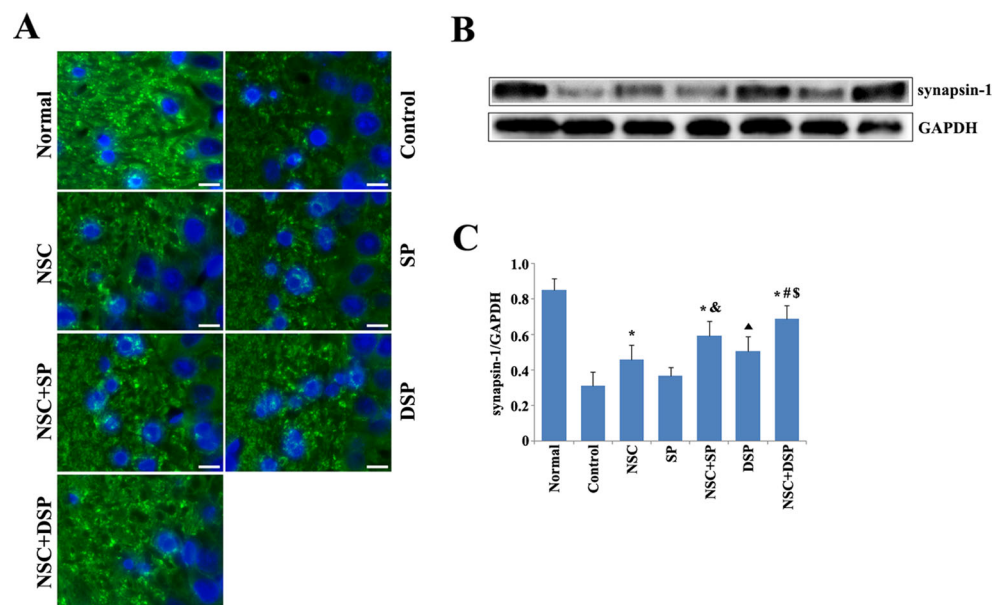 A
Normal
Control
NSC
SP
NSC+SP
DSP
NSC+DSP
B
synapsin-1
GAPDH
C
synapsin-1/GAPDH
1.0
0.8
0.6
0.4
0.2
0
*
*&
▲
*#$
Normal
Control
NSC
SP
NSC+SP
DSP
NSC+DSP